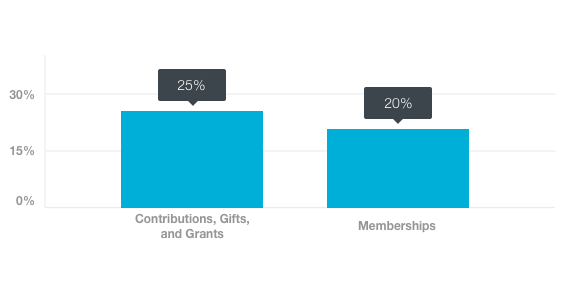 25%
20%
30%
15%
0%
Contributions, Gifts,
and Grants
Memberships